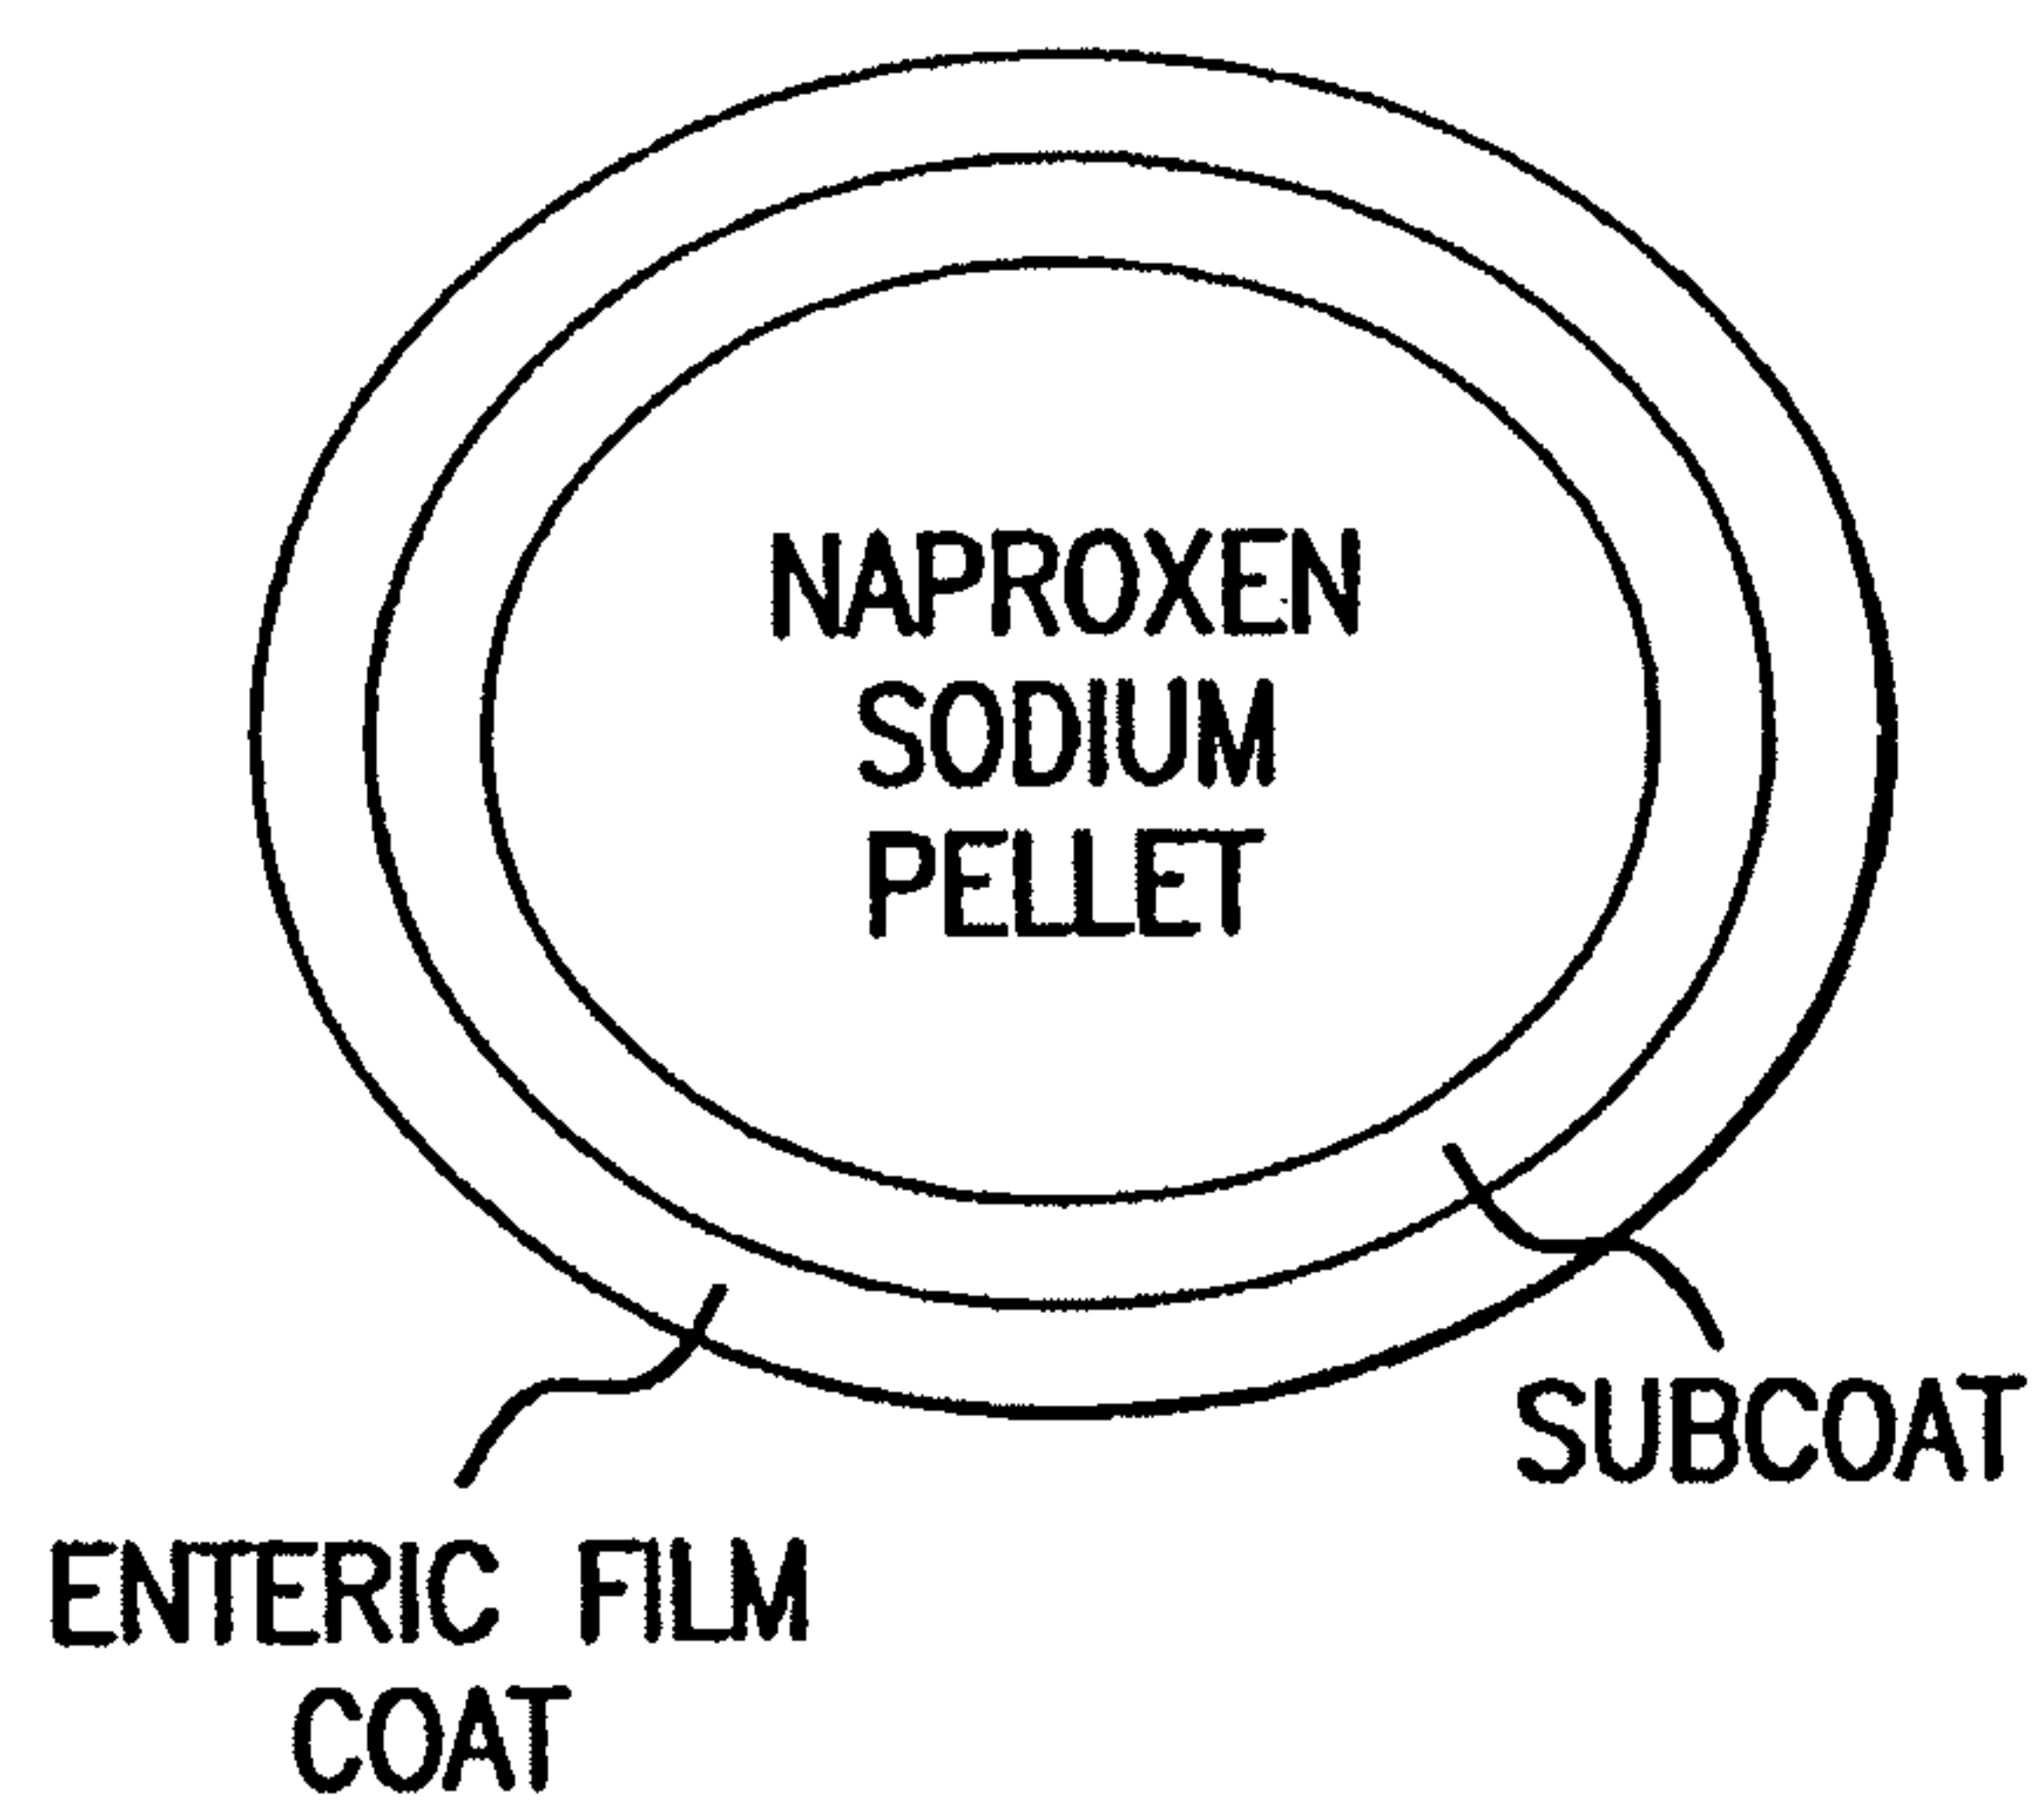 NAPROXEN
SODIUM
PELLET
SUBCOAT
ENTERIC FILM
COAT